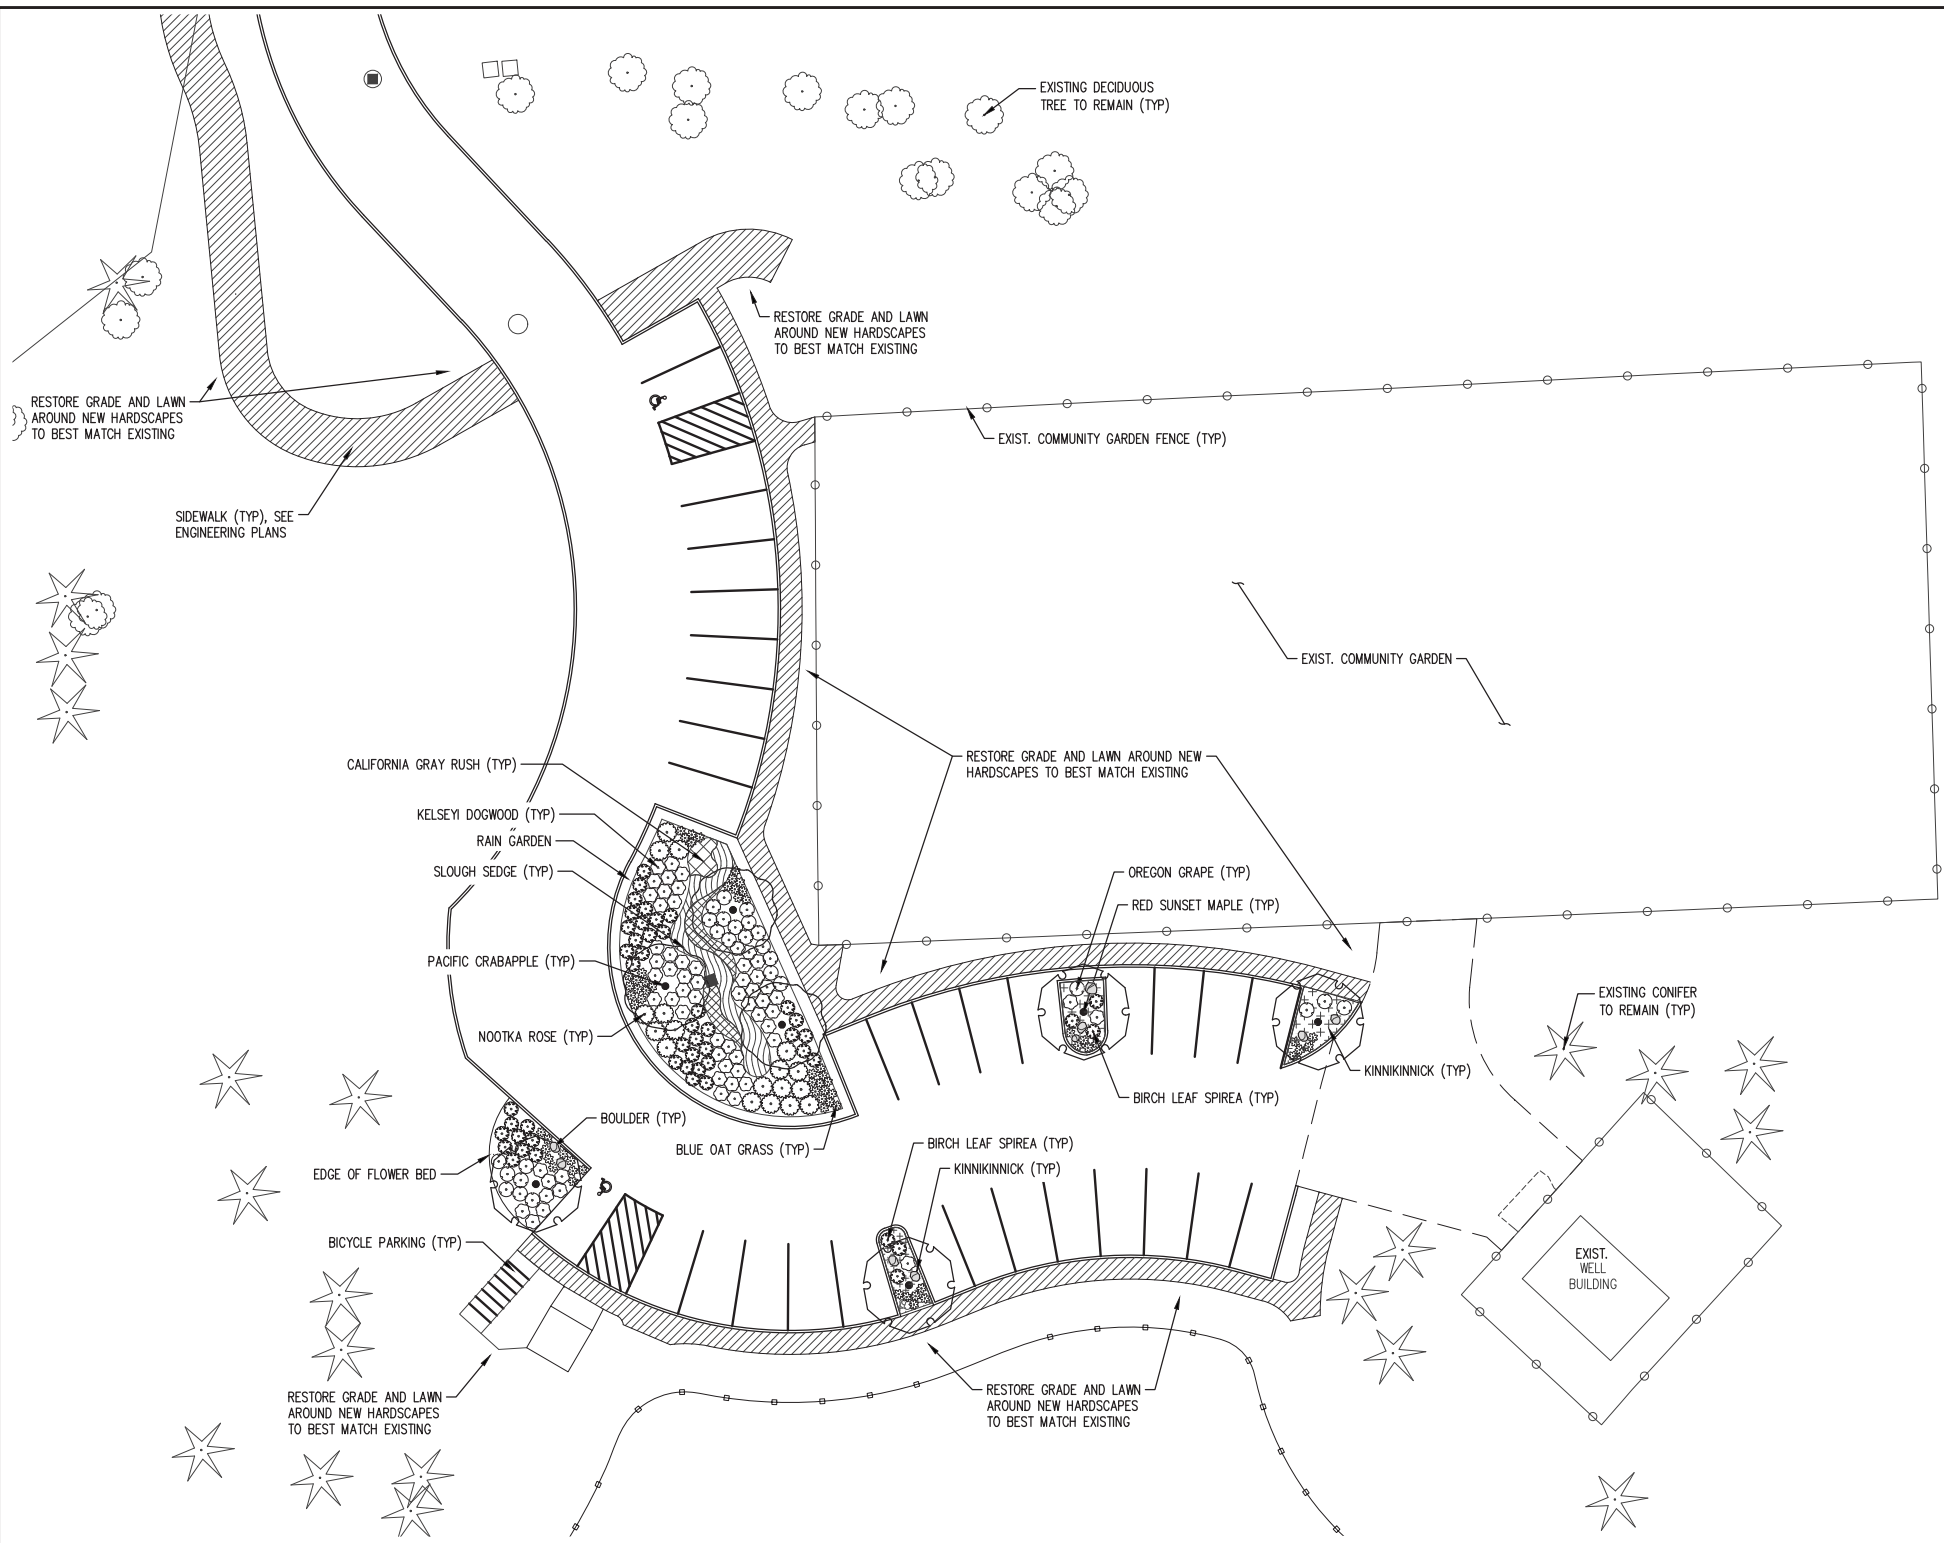 EXISTING DECIDUOUS
TREE TO REMAIN (TYP)
RESTORE GRADE AND LAWN
AROUND NEW HARDSCAPES
TO BEST MATCH EXISTING
RESTORE GRADE AND LAWN
AROUND NEW HARDSCAPES
TO BEST MATCH EXISTING
EXIST. COMMUNITY GARDEN FENCE (TYP)
SIDEWALK (TYP), SEE
ENGINEERING PLANS
EXIST. COMMUNITY GARDEN
RESTORE GRADE AND LAWN AROUND NEW
HARDSCAPES TO BEST MATCH EXISTING
CALIFORNIA GRAY RUSH (TYP)
KELSEYI DOGWOOD (TYP)
RAIN GARDEN
SLOUGH SEDGE (TYP)
OREGON GRAPE (TYP)
RED SUNSET MAPLE (TYP)
PACIFIC CRABAPPLE (TYP)
EXISTING CONIFER
TO REMAIN (TYP)
NOOTKA ROSE (TYP)
KINNIKINNICK (TYP)
BIRCH LEAF SPIREA (TYP)
BOULDER (TYP)
BLUE OAT GRASS (TYP)
BIRCH LEAF SPIREA (TYP)
KINNIKINNICK (TYP)
EDGE OF FLOWER BED
BICYCLE PARKING (TYP)
EXIST.
WELL
BUILDING
RESTORE GRADE AND LAWN
AROUND NEW HARDSCAPES
TO BEST MATCH EXISTING
RESTORE GRADE AND LAWN
AROUND NEW HARDSCAPES
TO BEST MATCH EXISTING